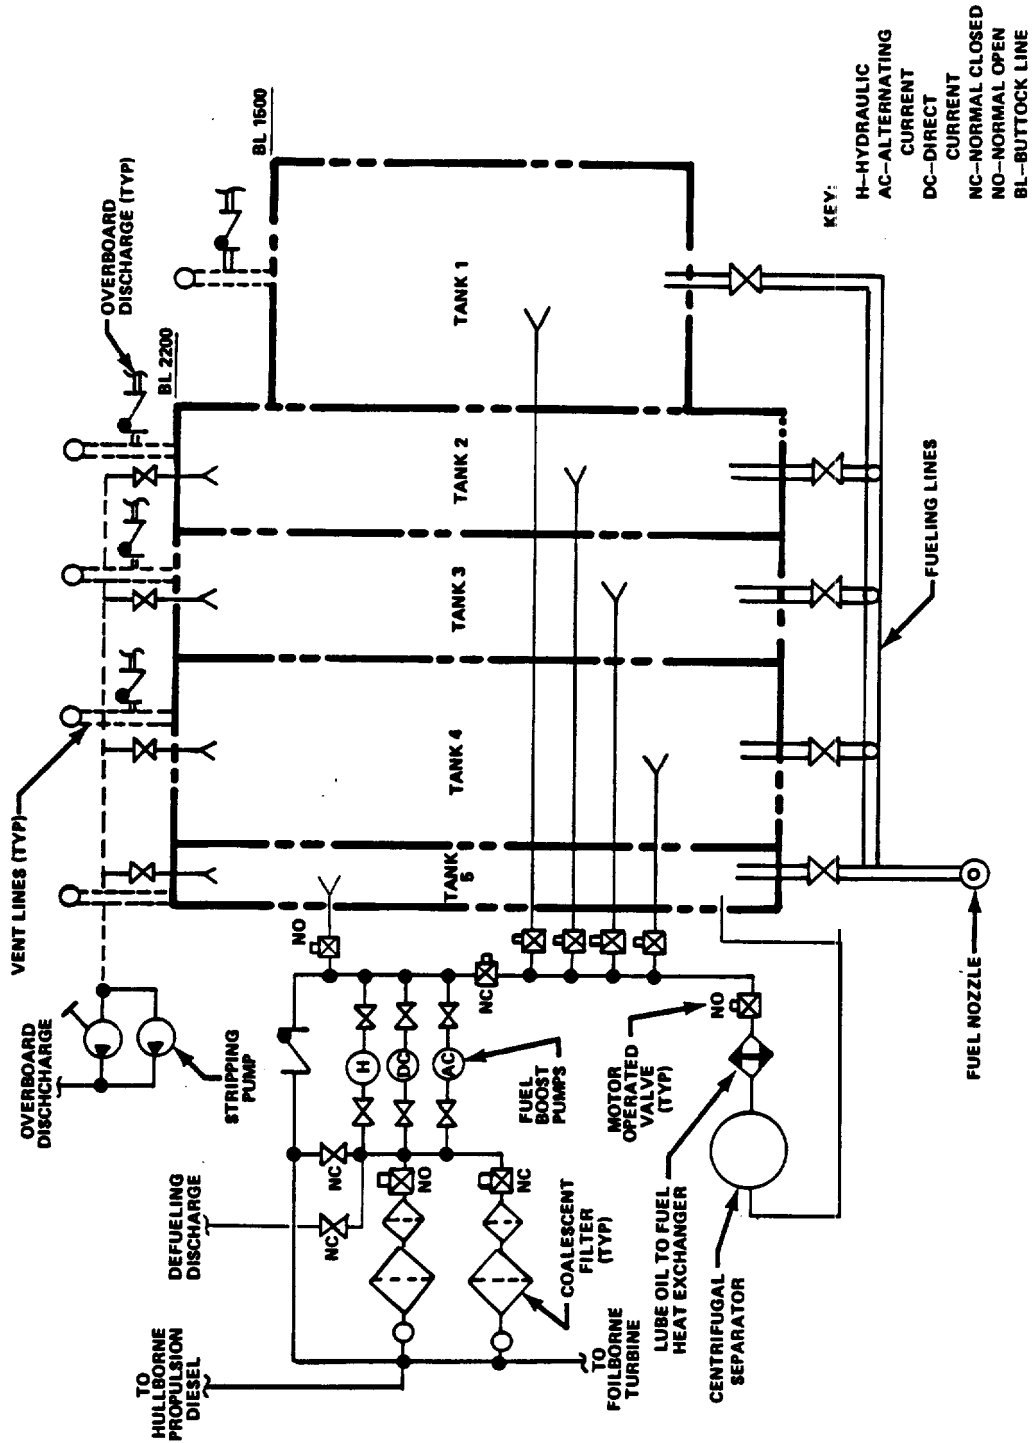 OVERBOARD
DISCHCHARGE
VENT LINES (TYP)
OVERBOARD
DISCHARGE (TYP)
BL 2200
BL 1600
STRIPPING
PUMP
DEFUELING
DISCHARGE
TO
HULLBORNE
PROPULSION
DIESEL
TANK
5
TANK 4
TANK 3
TANK 2
TANK 1
NO
NC
H
DC
AC
FUEL
BOOST
PUMPS
NC
NC
NO
NC
COALESCENT
FILTER
(TYP)
TO
FOILBORNE
TURBINE
MOTOR
OPERATED
VALVE
(TYP)
NO
LUBE OIL TO FUEL
HEAT EXCHANGER
CENTRIFUGAL
SEPARATOR
FUEL NOZZLE
FUELING LINES
KEY:
H—HYDRAULIC
AC—ALTERNATING
CURRENT
DC—DIRECT
CURRENT
NC—NORMAL CLOSED
NO—NORMAL OPEN
BL—BUTTOCK LINE